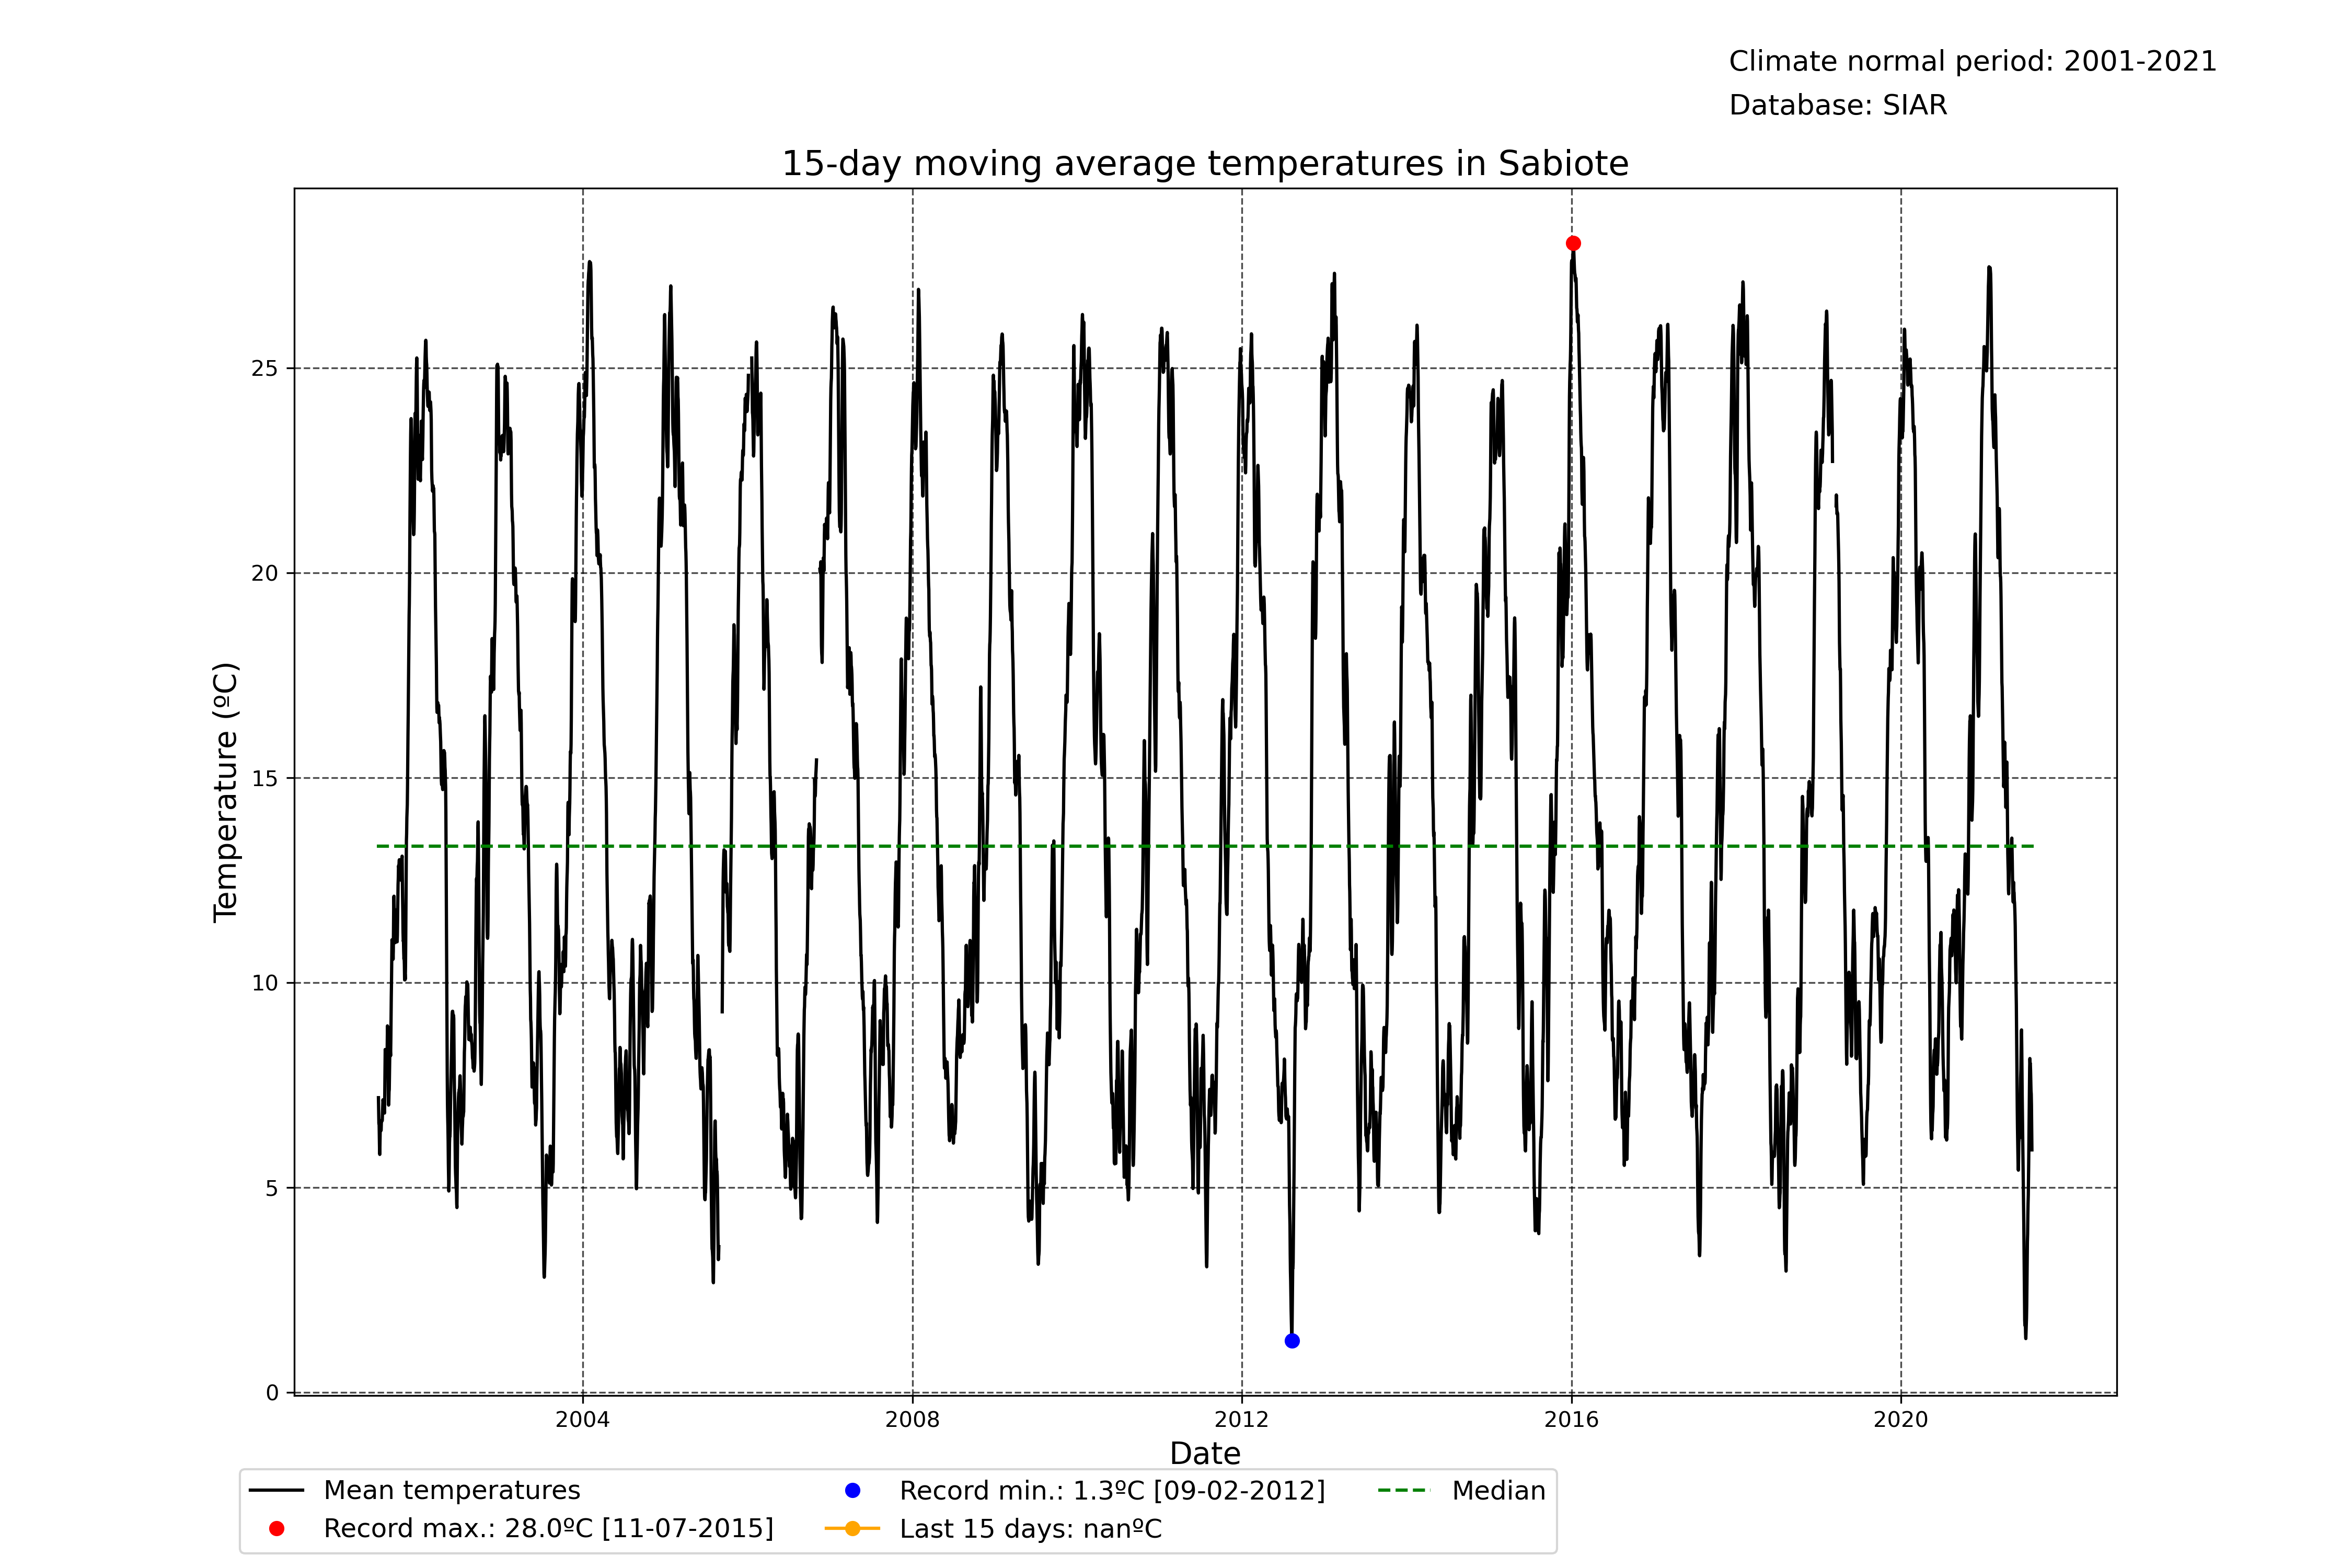 Climate normal period: 2001-2021
Database: SIAR
15-day moving average temperatures in Sabiote
Temperature (ºC)
25
20
15
10
5
0
2004 2008 2012 2016 2020
Date
Mean temperatures
Record max.: 28.0ºC [11-07-2015]
Record min.: 1.3ºC [09-02-2012]
Last 15 days: nanºC
Median